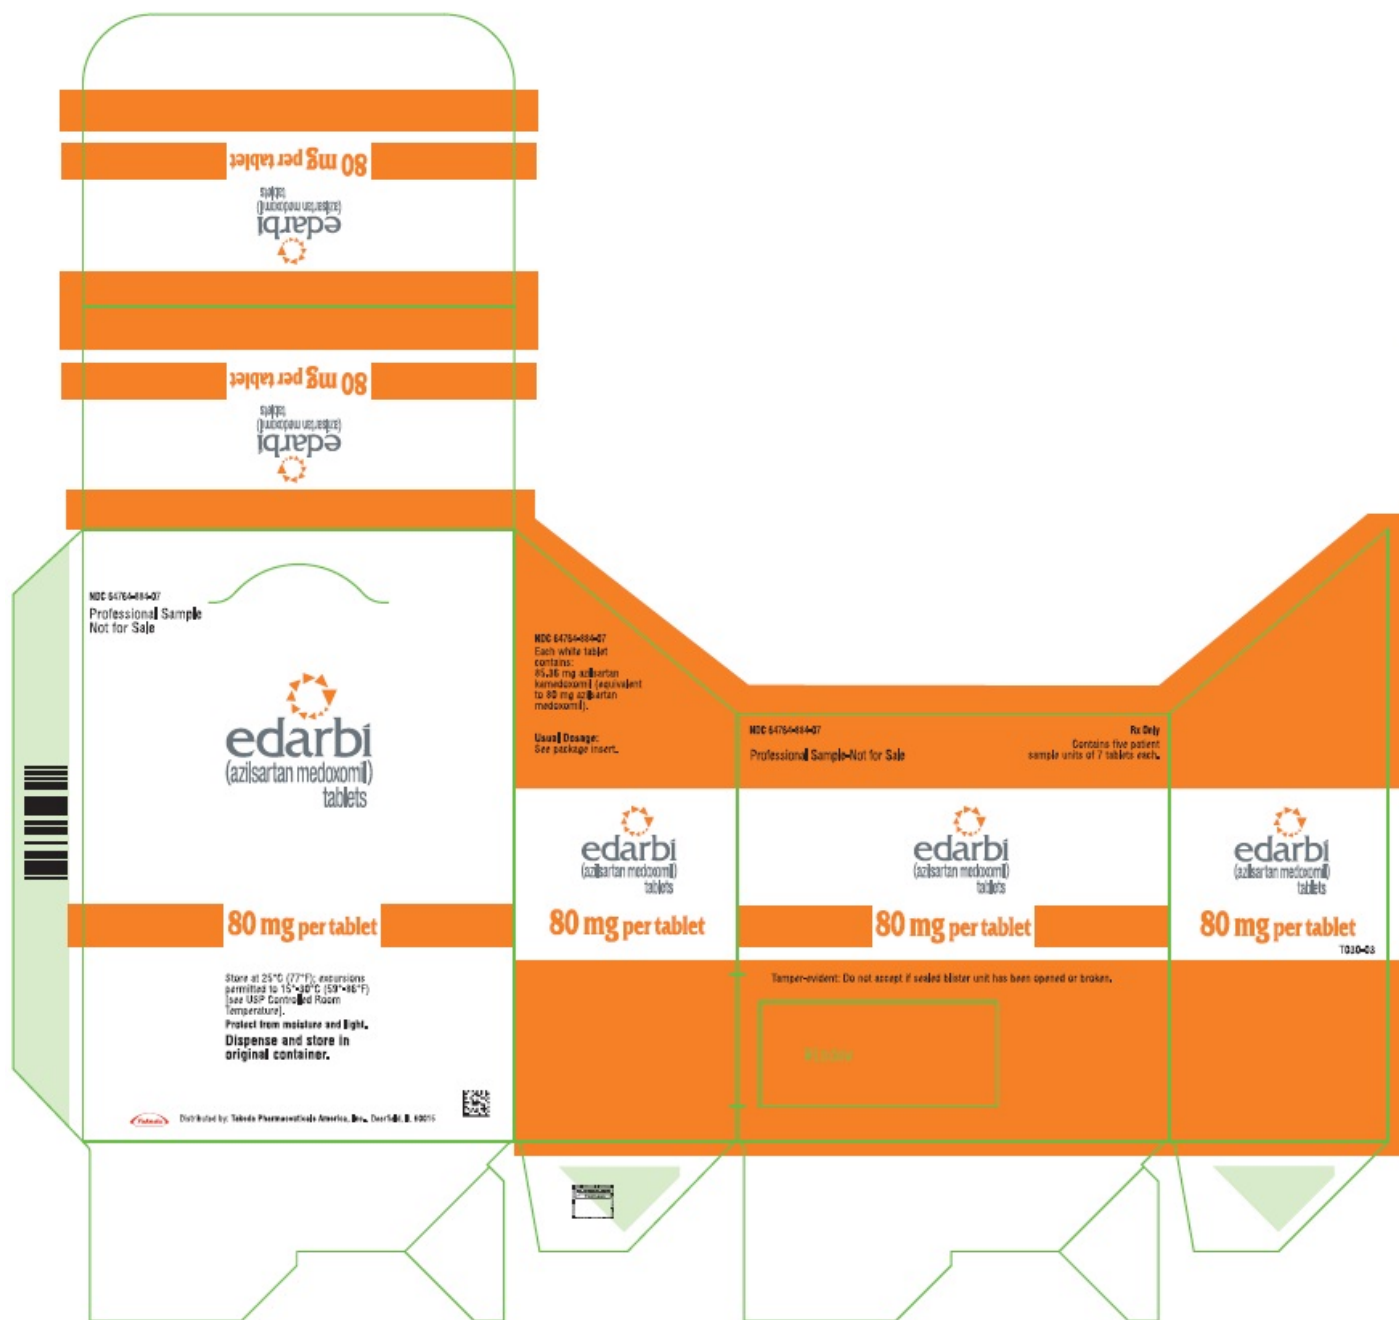 80 mg per tablet
tablets
(azilsartan medoxomil)
edarbi
80 mg per tablet
tablets
(azilsartan medoxomil)
edarbi
NDC 64764-884-07
Professional Sample
Not for Sale
edarbi
(azilsartan medoxomil)
tablets
80 mg per tablet
Store at 25°C (77°F); excursions
permitted to 15°-30°C (59°-86°F)
[see USP Controlled Room
Temperature].
Protect from moisture and light.
Dispense and store in
original container.
Takeda
Distributed by: Takeda Pharmaceuticals America, Inc., Deerfield, IL 60015
NDC 64764-884-07
Each white tablet
contains:
85.36 mg azilsartan
kamedoxomil (equivalent
to 80 mg azilsartan
medoxomil).
Usual Dosage:
See package insert.
edarbi
(azilsartan medoxomil)
tablets
80 mg per tablet
NDC 64764-884-07
Professional Sample-Not for Sale
Rx Only
Contains five patient
sample units of 7 tablets each.
edarbi
(azilsartan medoxomil)
tablets
80 mg per tablet
Tamper-evident: Do not accept if sealed blister unit has been opened or broken.
edarbi
(azilsartan medoxomil)
tablets
80 mg per tablet
T030-03